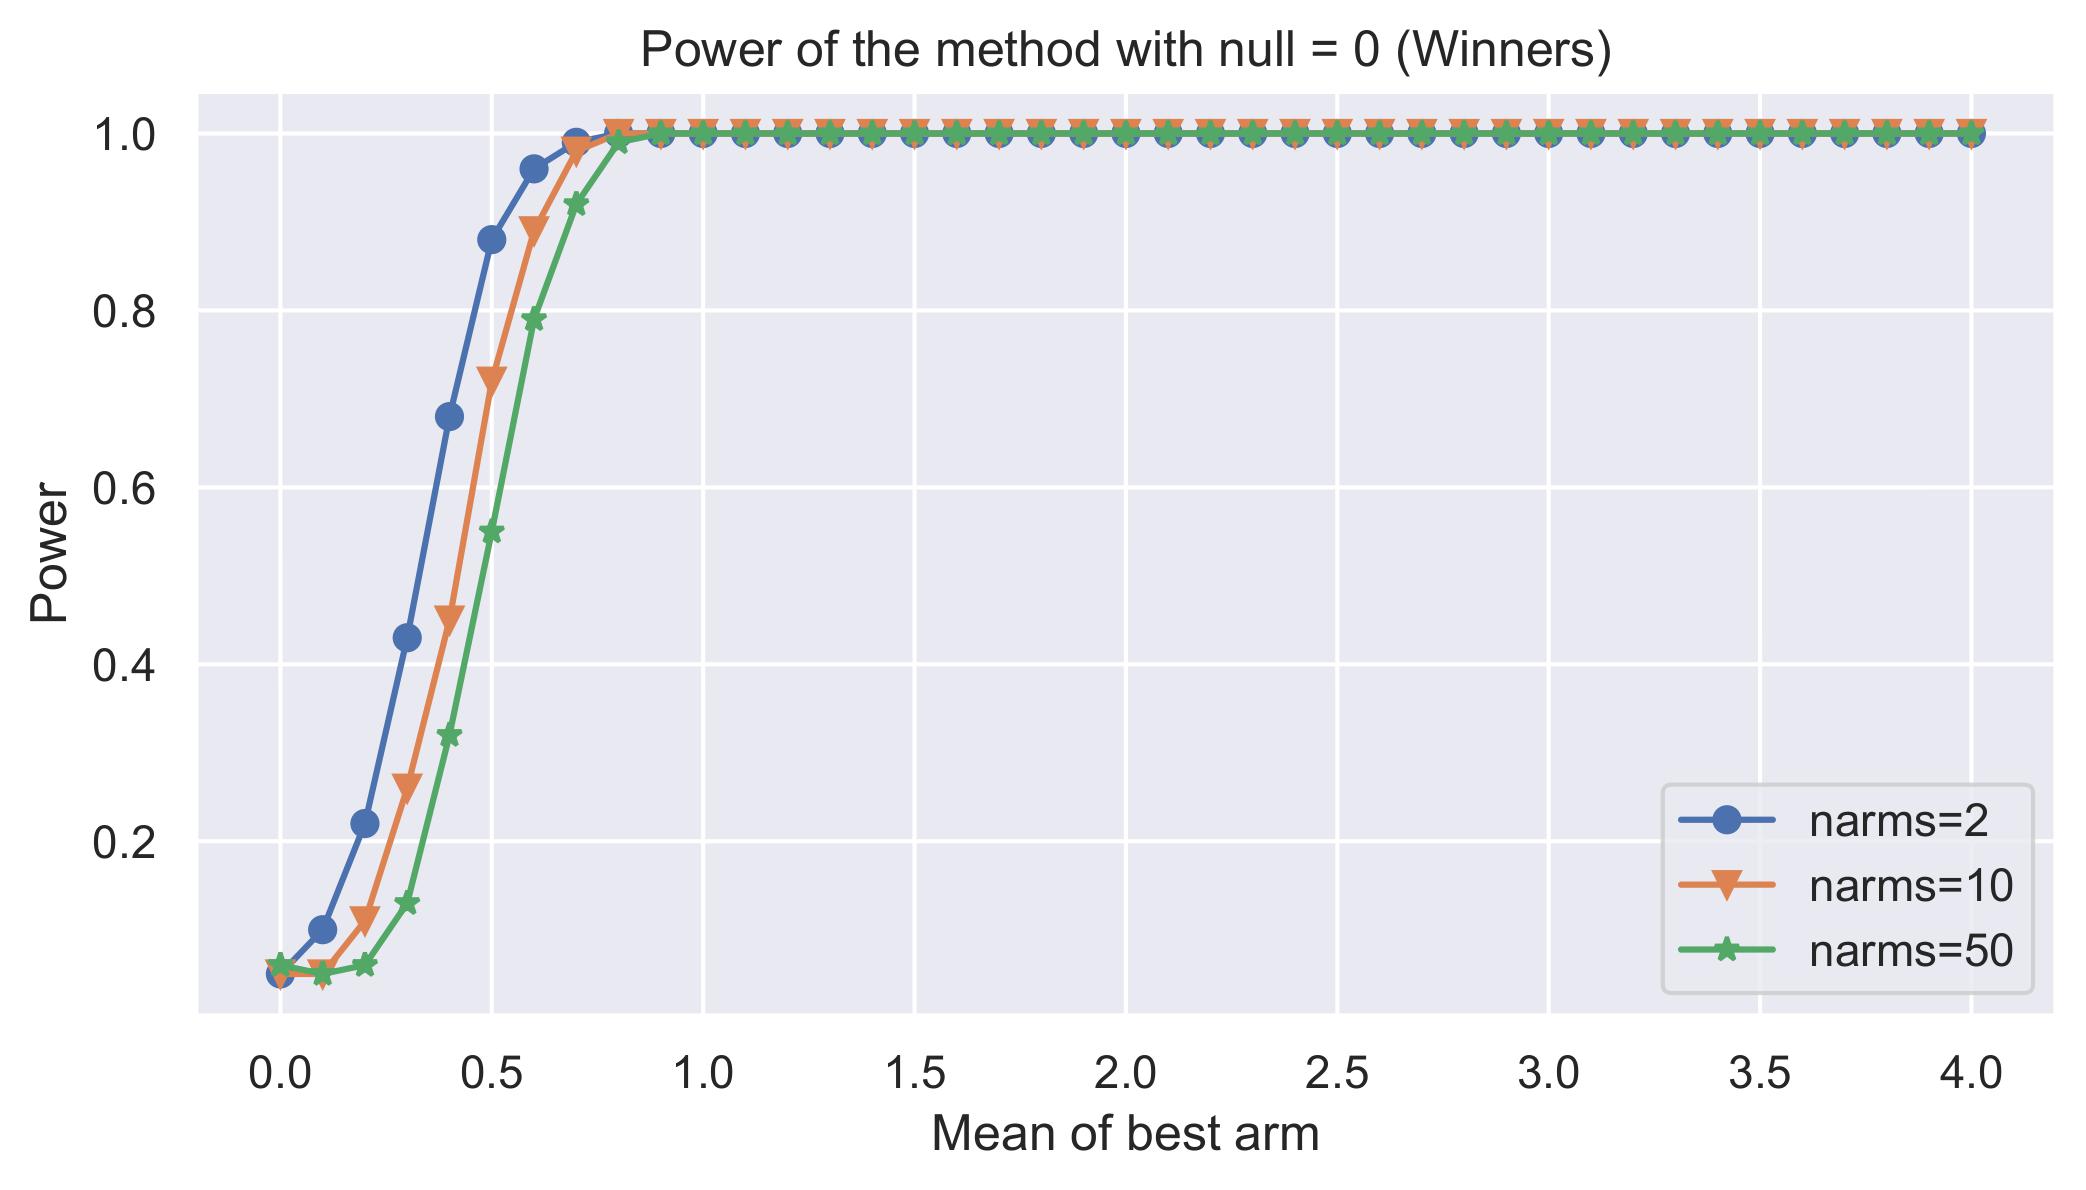 Power of the method with null = 0 (Winners)
1.0
0.8
0.6
0.4
0.2
Power
0.0 0.5 1.0 1.5 2.0 2.5 3.0 3.5 4.0
Mean of best arm
narms=2
narms=10
narms=50